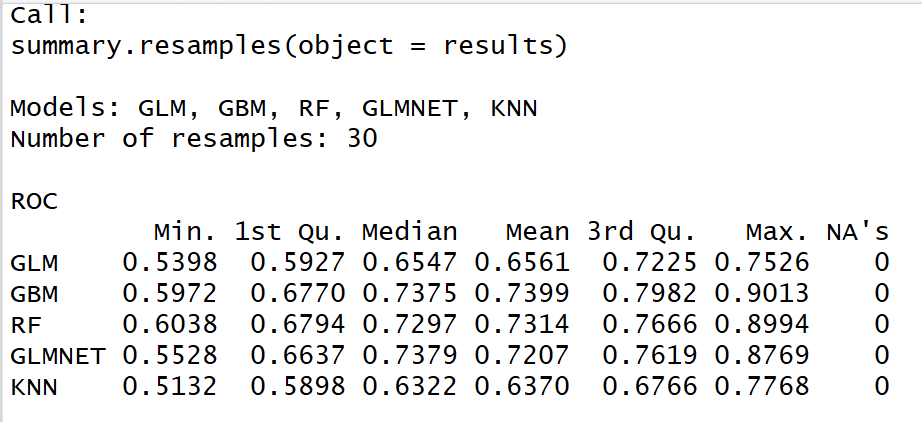 Call:
summary.resamples(object = results)
Models: GLM, GBM, RF, GLMNET, KNN
Number of resamples: 30
ROC
Min. 1st Qu. Median Mean 3rd Qu. Max. NA's
GLM 0.5398 0.5927 0.6547 0.6561 0.7225 0.7526 0
GBM 0.5972 0.6770 0.7375 0.7399 0.7982 0.9013 0
RF 0.6038 0.6794 0.7297 0.7314 0.7666 0.8994 0
GLMNET 0.5528 0.6637 0.7379 0.7207 0.7619 0.8769 0
KNN 0.5132 0.5898 0.6322 0.6370 0.6766 0.7768 0